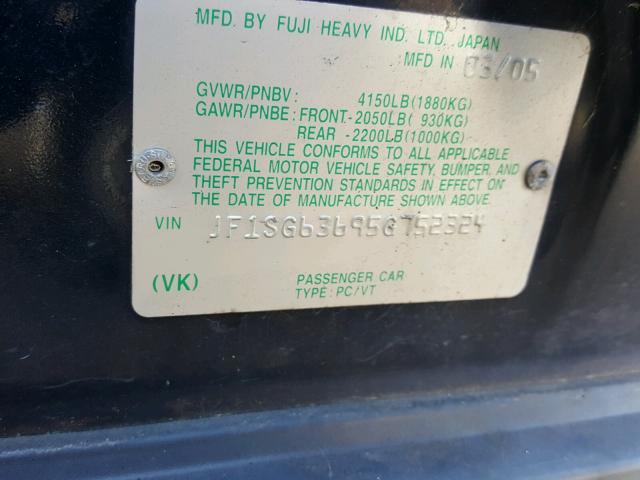 MFD. BY FUJI HEAVY IND. LTD. JAPAN
MFD IN 03/05
GVWR/PNBV: 4150LB(1880KG)
GAWR/PNBE: FRONT-2050LB( 930KG)
REAR -2200LB(1000KG)
THIS VEHICLE CONFORMS TO ALL APPLICABLE
FEDERAL MOTOR VEHICLE SAFETY, BUMPER, AND
THEFT PREVENTION STANDARDS IN EFFECT ON
THE DATE OF MANUFACTURE SHOWN ABOVE.
VIN JF1SG63695G752324
(VK) PASSENGER CAR
TYPE: PC/VT